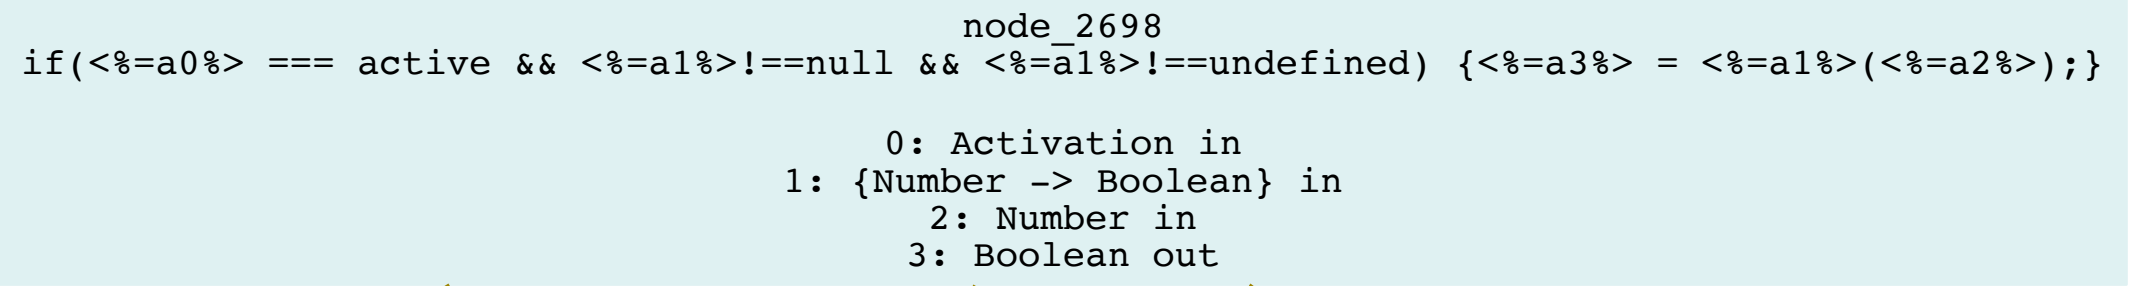 node_2698
if(<%=a0%> === active && <%=a1%>!==null && <%=a1%>!==undefined) {<%=a3%> = <%=a1%>(<%=a2%>);}
0: Activation in
1: {Number -> Boolean} in
2: Number in
3: Boolean out